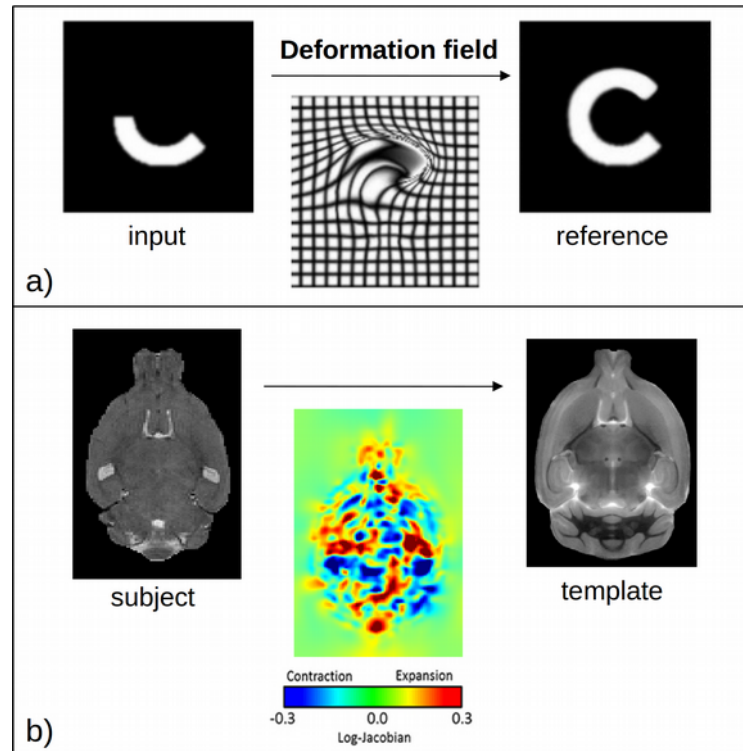 Deformation field
input
reference
a)
subject
template
Contraction Expansion
-0.3 0.0 0.3
Log-Jacobian
b)